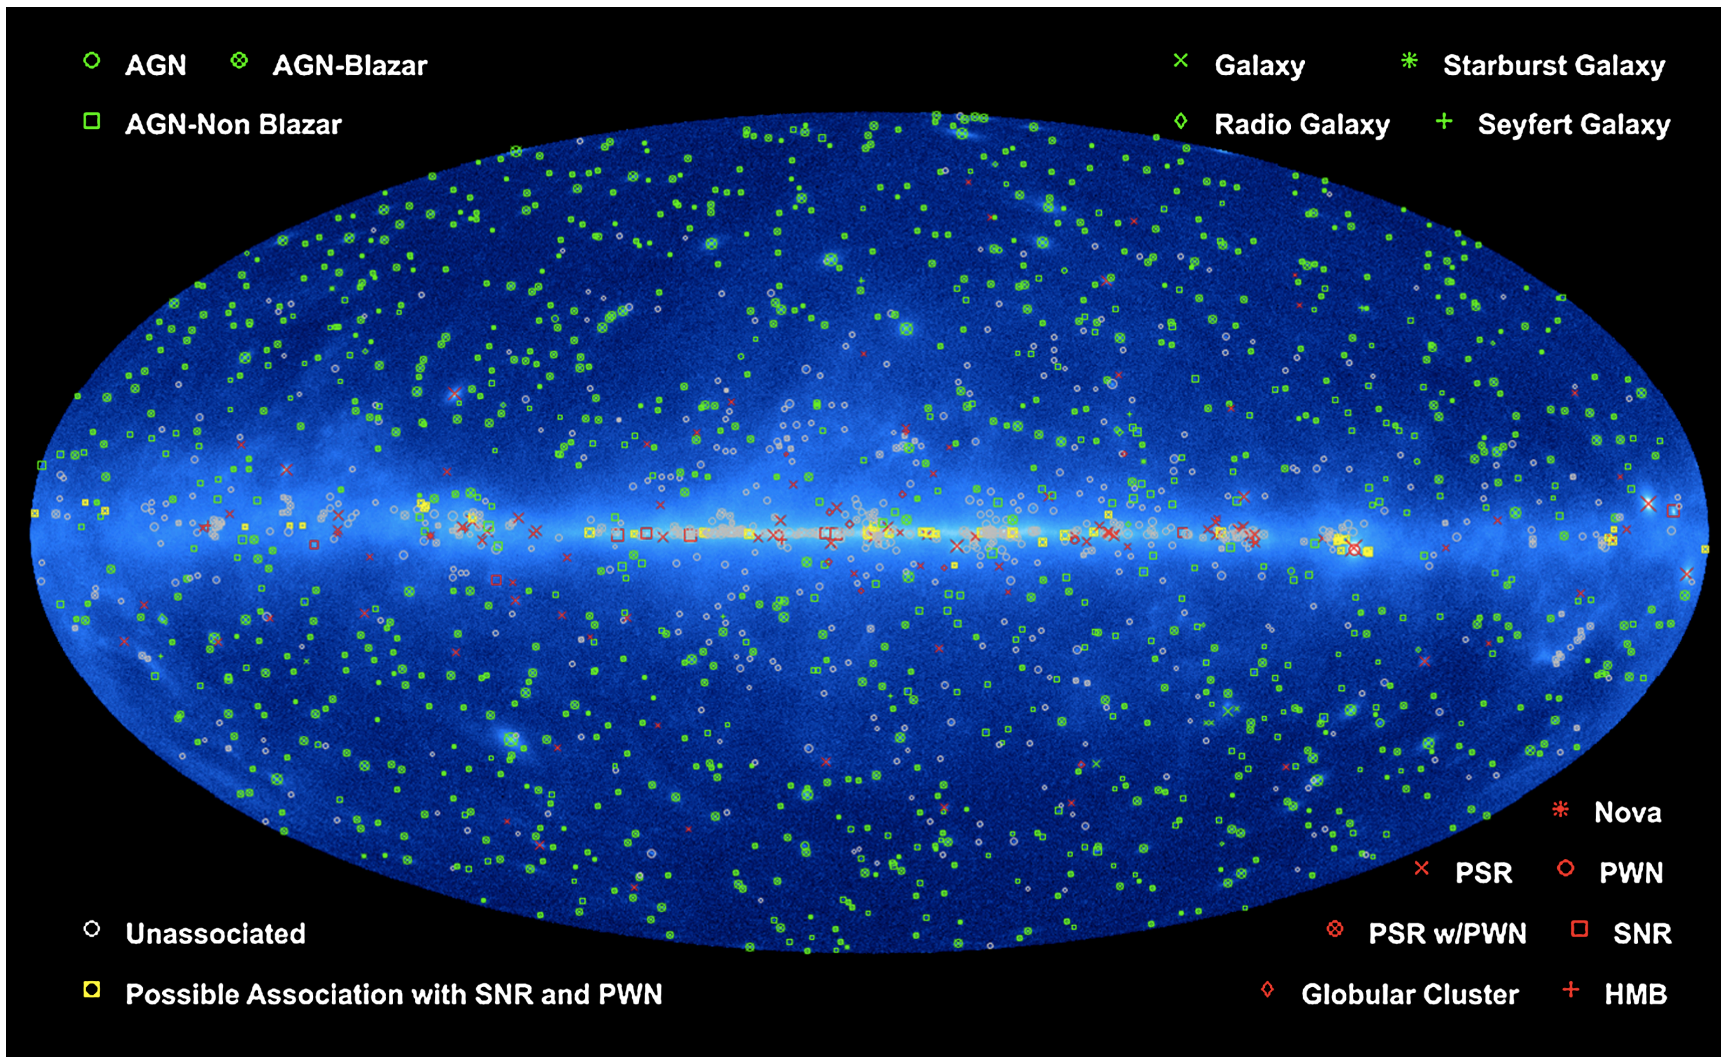 AGN AGN-Blazar Galaxy Starburst Galaxy
AGN-Non Blazar Radio Galaxy Seyfert Galaxy
Nova
PSR PWN
Unassociated PSR w/PWN SNR
Possible Association with SNR and PWN Globular Cluster HMB